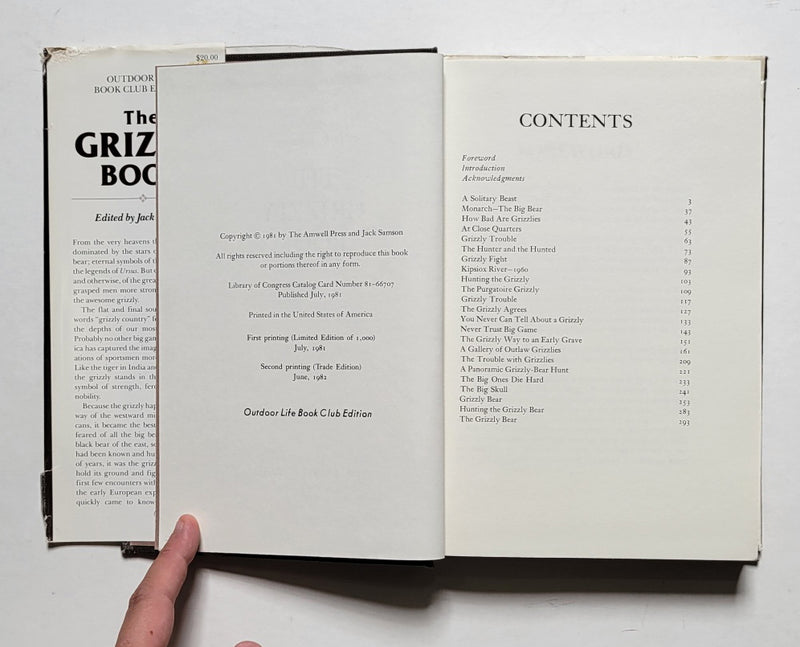 $20.00
OUTDOOR
BOOK CLUB E
The
GRIZ
BOO
Edited by Jack
From the very heavens th
dominated by the stars o
bear; eternal symbols of th
the legends of Ursus. But o
and otherwise, of the grea
grasped men more stron
the awesome grizzly.
The flat and final sou
words "grizzly country" f
the depths of our mos
Probably no other big gam
ica has captured the imag
ations of sportsmen mor
Like the tiger in India and
the grizzly stands in th
symbol of strength, fero
nobility.
Because the grizzly hap
way of the westward mi
cans, it became the best
feared of all the big be
black bear of the east, so
had been known and hu
of years, it was the griz
hold its ground and fig
first few encounters with
the early European exp
quickly came to know
Copyright © 1981 by The Amwell Press and Jack Samson
All rights reserved including the right to reproduce this book
or portions thereof in any form.
Library of Congress Catalog Card Number 81-66707
Published July, 1981
Printed in the United States of America
First printing (Limited Edition of 1,000)
July, 1981
Second printing (Trade Edition)
June, 1982
Outdoor Life Book Club Edition
CONTENTS
Foreword
Introduction
Acknowledgments
A Solitary Beast 3
Monarch—The Big Bear 37
How Bad Are Grizzlies 43
At Close Quarters 55
Grizzly Trouble 63
The Hunter and the Hunted 73
Grizzly Fight 87
Kipsiox River—1960 93
Hunting the Grizzly 103
The Purgatoire Grizzly 109
Grizzly Trouble 117
The Grizzly Agrees 127
You Never Can Tell About a Grizzly 133
Never Trust Big Game 143
The Grizzly Way to an Early Grave 151
A Gallery of Outlaw Grizzlies 161
The Trouble with Grizzlies 209
A Panoramic Grizzly-Bear Hunt 221
The Big Ones Die Hard 233
The Big Skull 241
Grizzly Bear 253
Hunting the Grizzly Bear 283
The Grizzly Bear 293